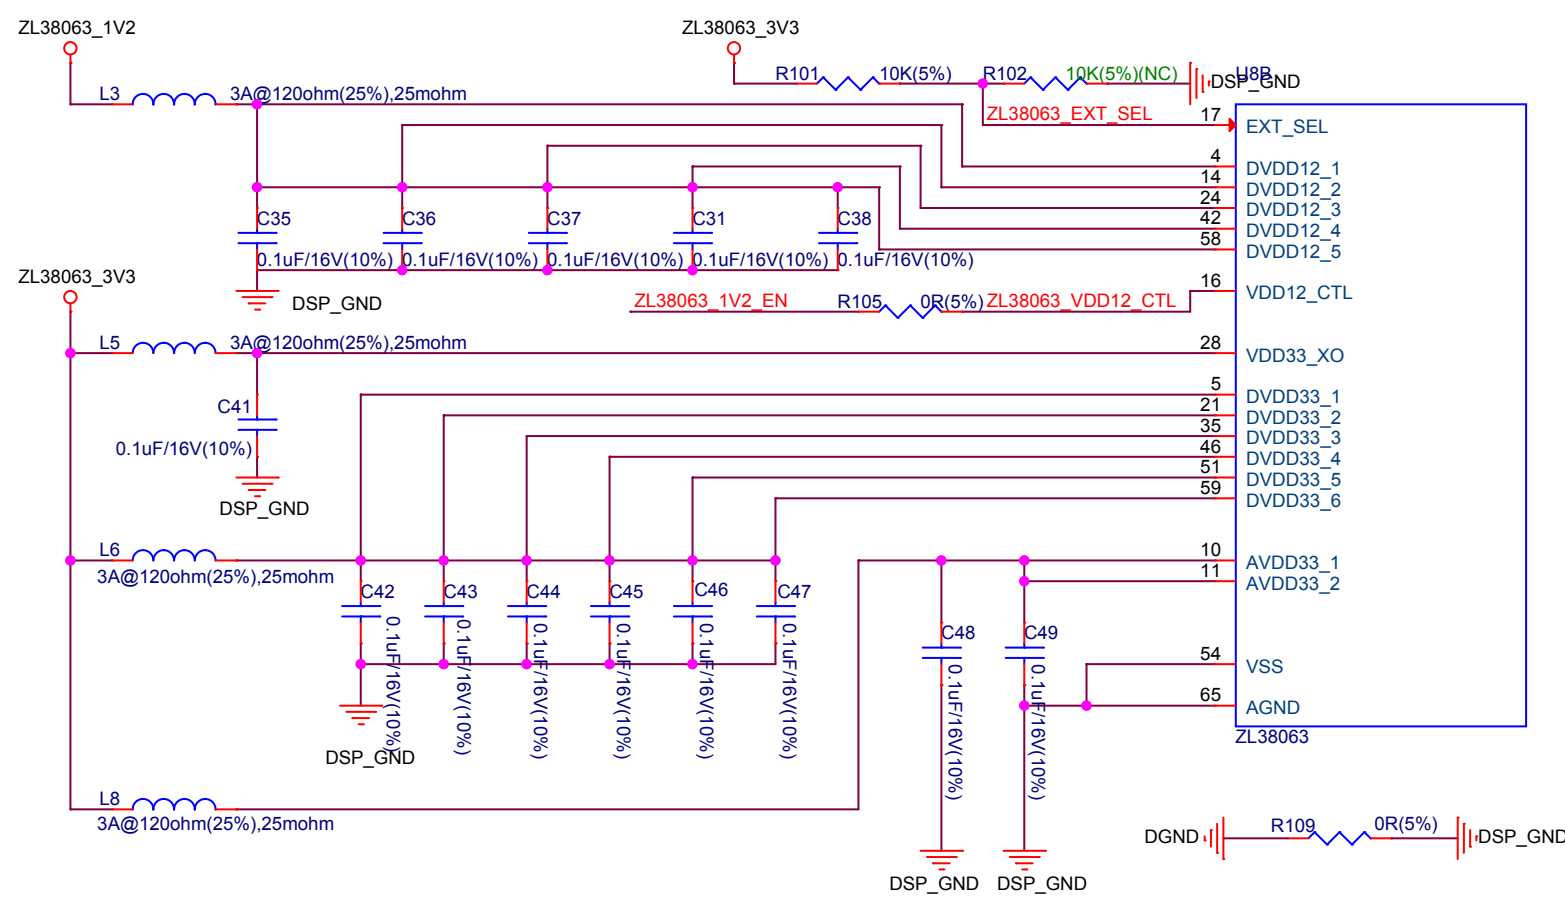 ZL38063_1V2
ZL38063_3V3
R101
10K(5%)
R102
10K(5%)(NC)
DSP_GND
U8B
L3
3A@120ohm(25%),25mohm
ZL38063_EXT_SEL
17
EXT_SEL
4
DVDD12_1
14
DVDD12_2
24
DVDD12_3
42
DVDD12_4
58
DVDD12_5
C35
C36
C37
C31
C38
0.1uF/16V(10%)
0.1uF/16V(10%)
0.1uF/16V(10%)
0.1uF/16V(10%)
0.1uF/16V(10%)
ZL38063_3V3
DSP_GND
ZL38063_1V2_EN
R105
0R(5%)
ZL38063_VDD12_CTL
16
VDD12_CTL
L5
3A@120ohm(25%),25mohm
28
VDD33_XO
C41
0.1uF/16V(10%)
DSP_GND
5
DVDD33_1
21
DVDD33_2
35
DVDD33_3
46
DVDD33_4
51
DVDD33_5
59
DVDD33_6
L6
3A@120ohm(25%),25mohm
10
AVDD33_1
11
AVDD33_2
C42
C43
C44
C45
C46
C47
0.1uF/16V(10%)
0.1uF/16V(10%)
0.1uF/16V(10%)
0.1uF/16V(10%)
0.1uF/16V(10%)
0.1uF/16V(10%)
DSP_GND
C48
C49
0.1uF/16V(10%)
0.1uF/16V(10%)
54
VSS
65
AGND
ZL38063
L8
3A@120ohm(25%),25mohm
DSP_GND
DSP_GND
DGND
R109
0R(5%)
DSP_GND